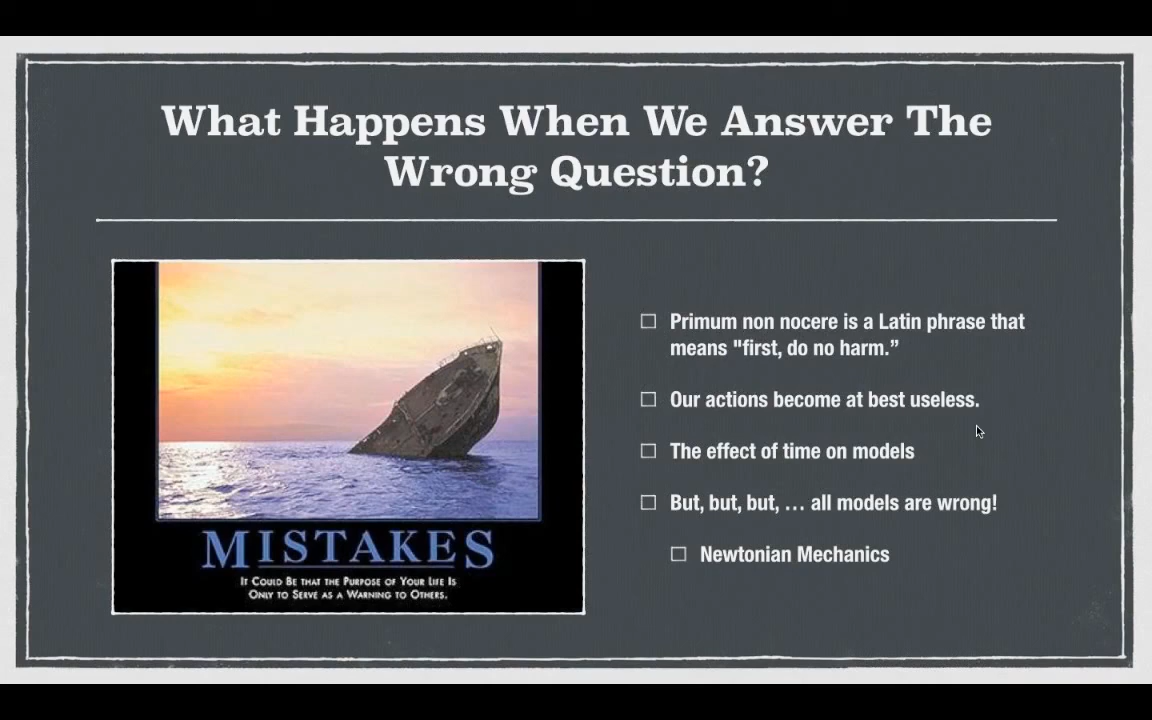 What Happens When We Answer The
Wrong Question?
MISTAKES
IT COULD BE THAT THE PURPOSE OF YOUR LIFE IS
ONLY TO SERVE AS A WARNING TO OTHERS.
Primum non nocere is a Latin phrase that
means "first, do no harm.”
Our actions become at best useless.
The effect of time on models
But, but, but, … all models are wrong!
Newtonian Mechanics